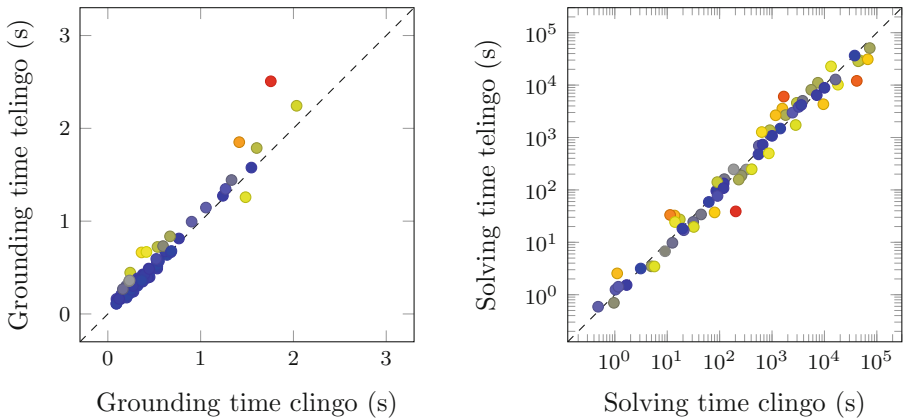 Grounding time telingo (s)
3
2
1
0
0 1 2 3
Grounding time clingo (s)
Solving time telingo (s)
10^5
10^4
10^3
10^2
10^1
10^0
10^0 10^1 10^2 10^3 10^4 10^5
Solving time clingo (s)